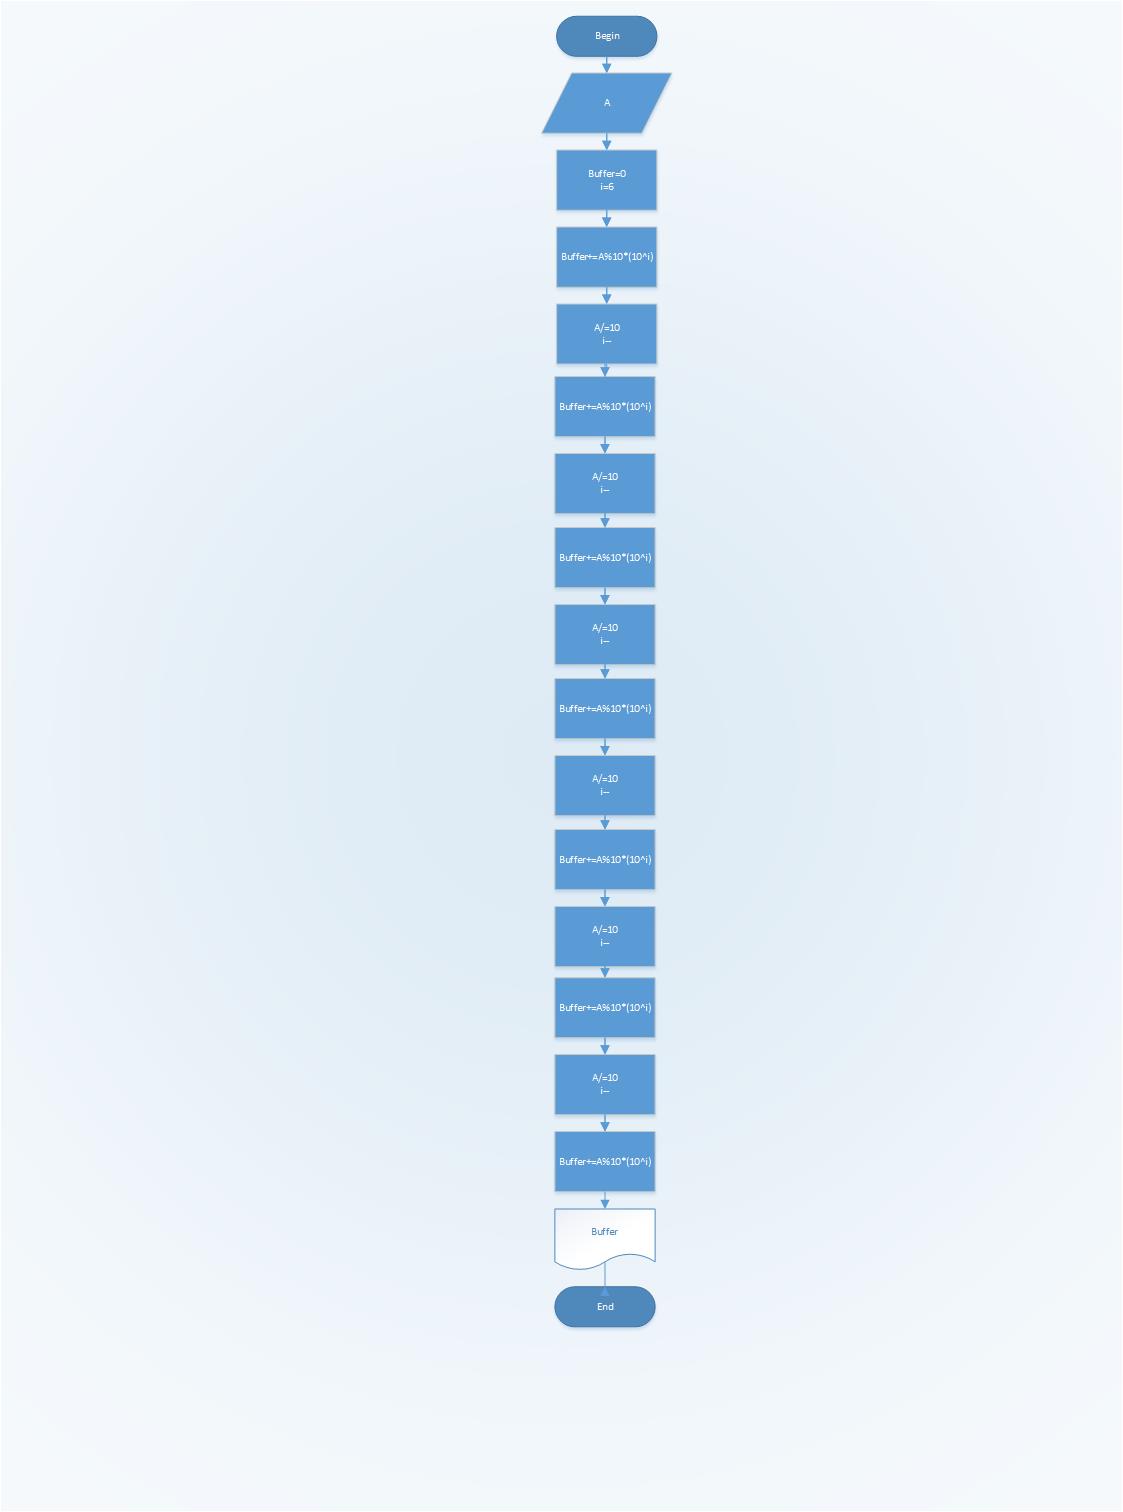 Begin
A
Buffer=0
i=6
Buffer+=A%10*(10^i)
A/=10
i--
Buffer+=A%10*(10^i)
A/=10
i--
Buffer+=A%10*(10^i)
A/=10
i--
Buffer+=A%10*(10^i)
A/=10
i--
Buffer+=A%10*(10^i)
A/=10
i--
Buffer+=A%10*(10^i)
A/=10
i--
Buffer+=A%10*(10^i)
Buffer
End